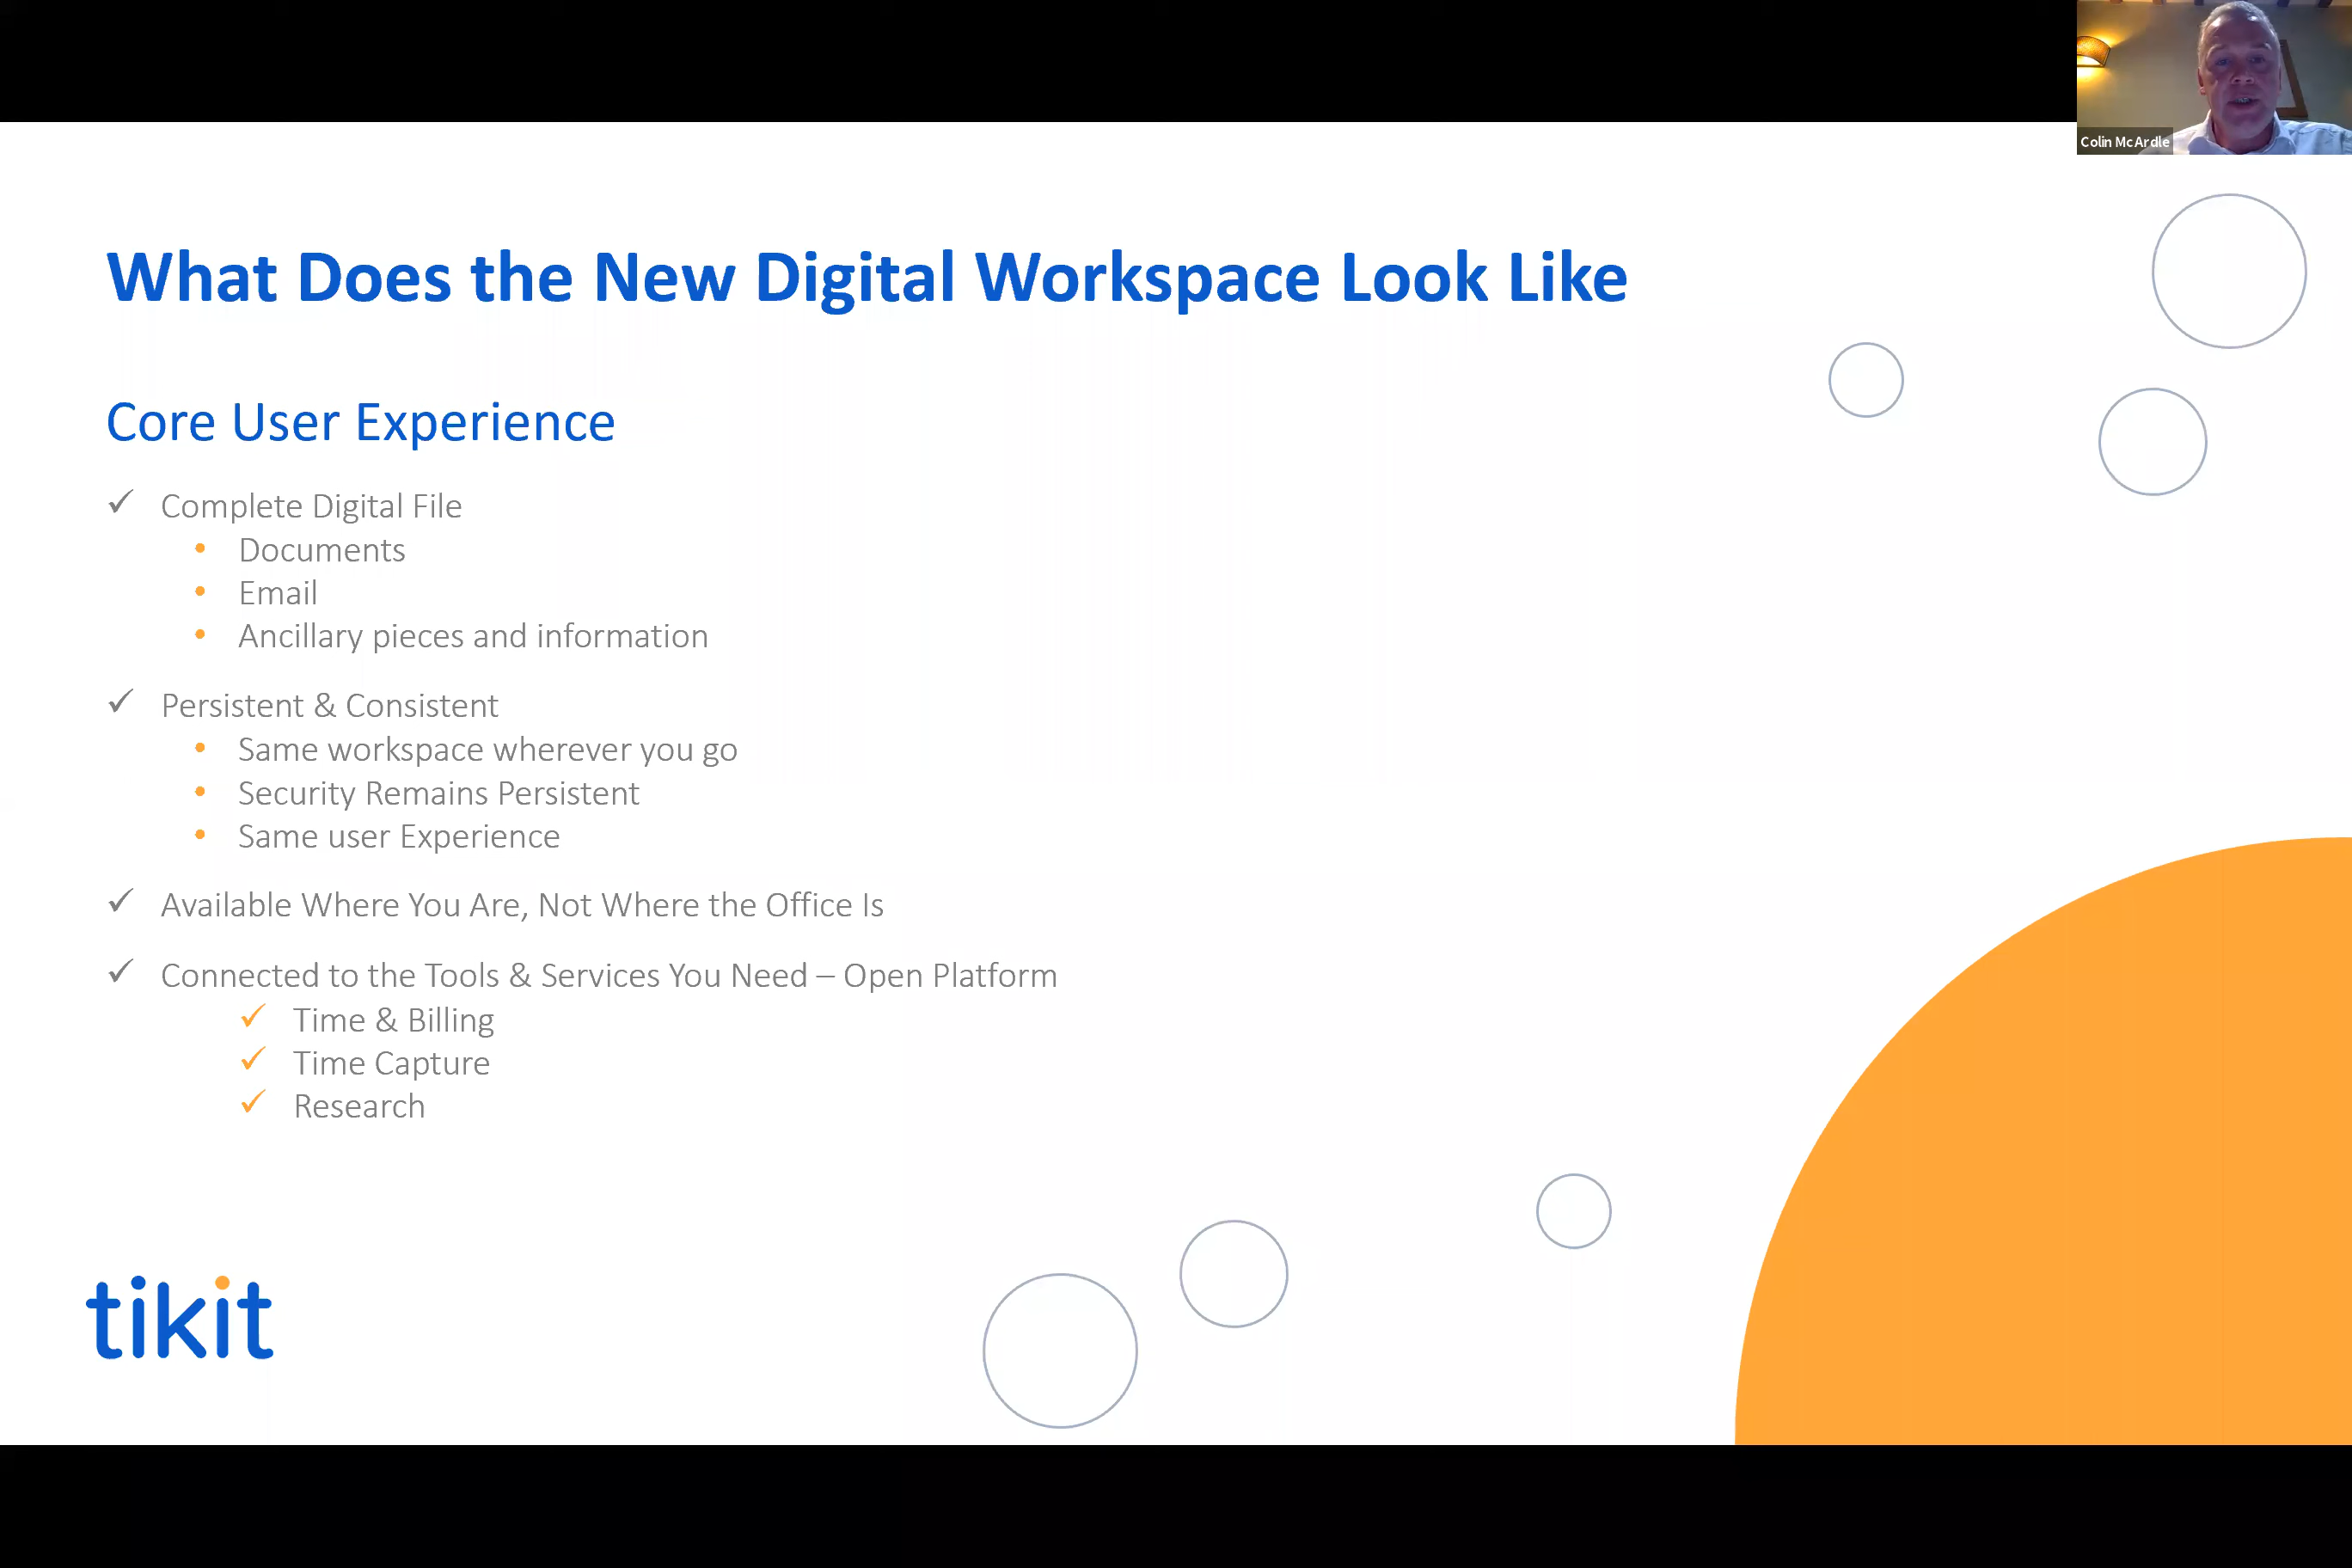 Colin McArdle
What Does the New Digital Workspace Look Like
Core User Experience
✓ Complete Digital File
• Documents
• Email
• Ancillary pieces and information
✓ Persistent & Consistent
• Same workspace wherever you go
• Security Remains Persistent
• Same user Experience
✓ Available Where You Are, Not Where the Office Is
✓ Connected to the Tools & Services You Need – Open Platform
✓ Time & Billing
✓ Time Capture
✓ Research
tikit